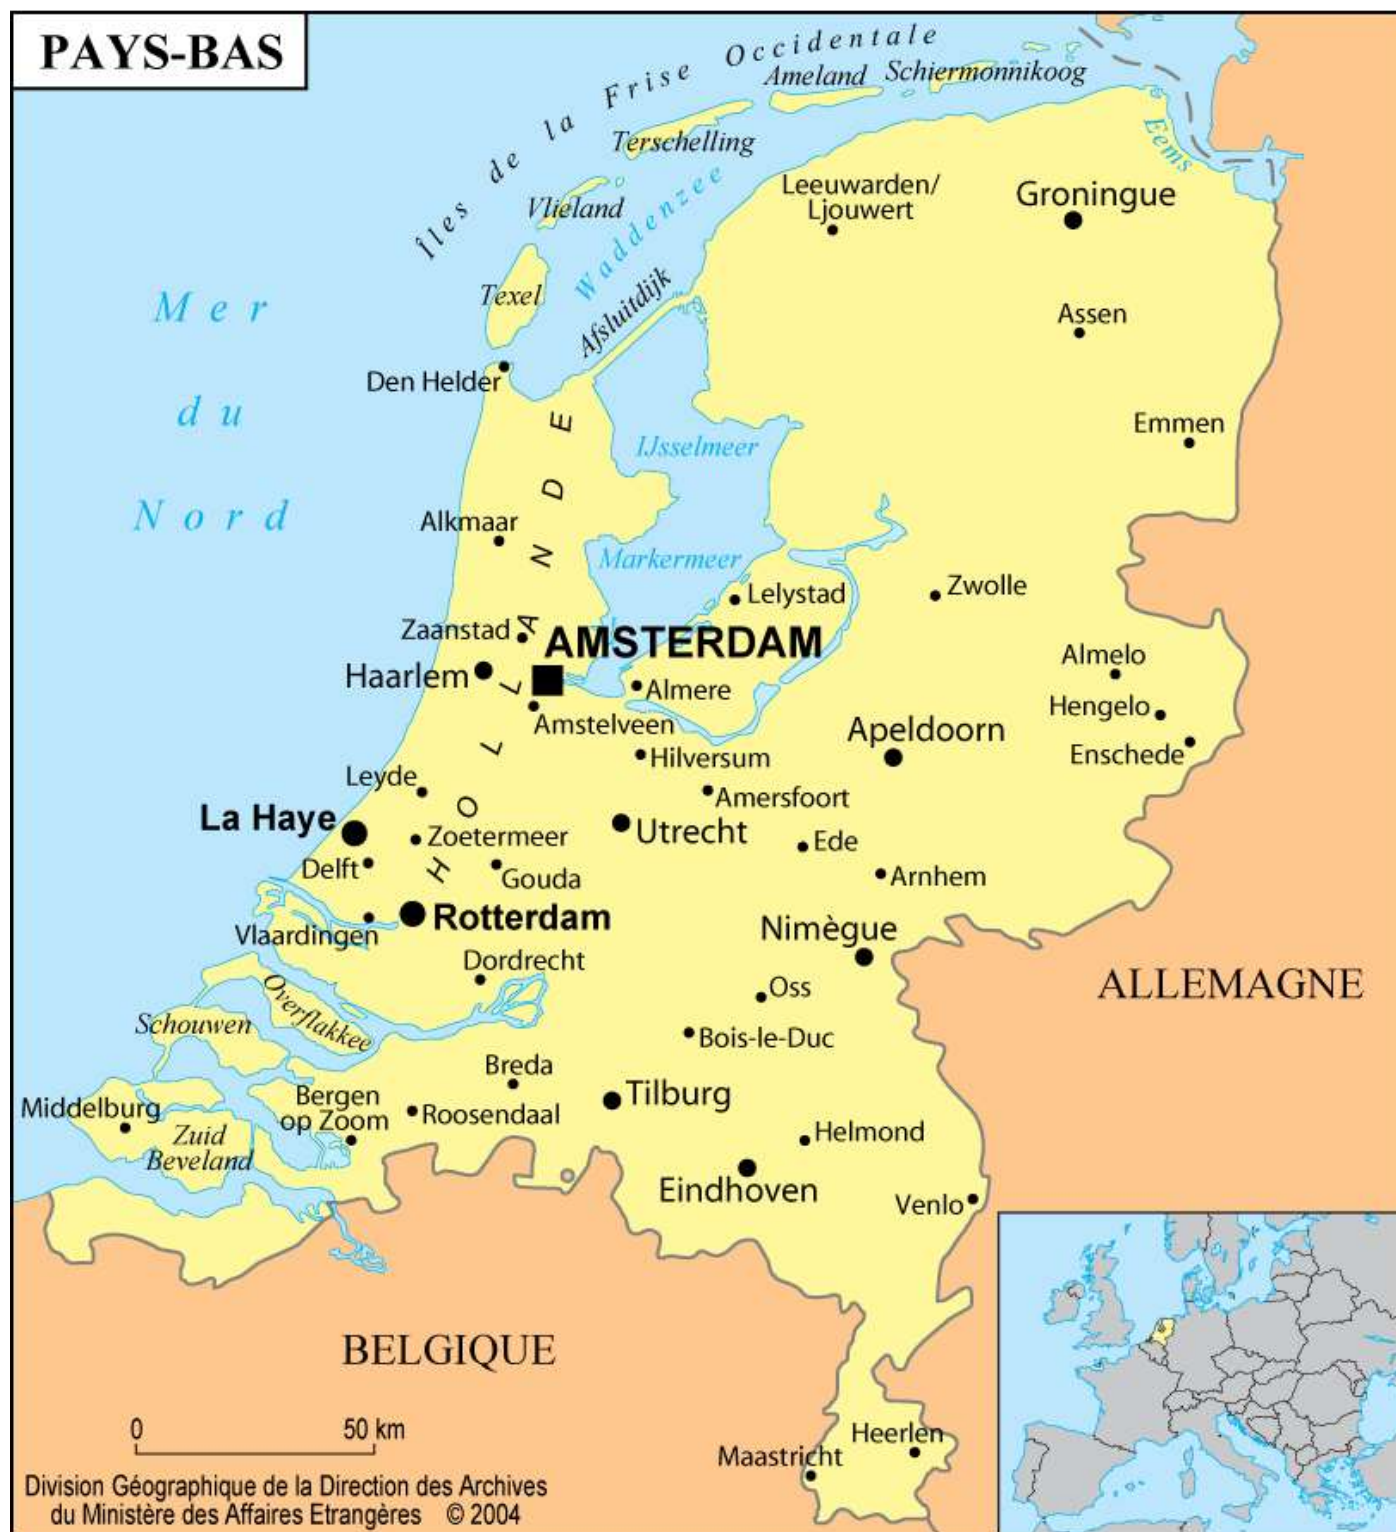 PAYS-BAS
Îles de la Frise Occidentale
Ameland
Schiermonnikoog
Terschelling
Vlieland
Texel
Waddenzee
Afsluitdijk
Eems
Leeuwarden/
Ljouwert
Groningue
Assen
Emmen
Mer
du
Nord
Den Helder
IJsselmeer
Markermeer
HOLLANDE
Alkmaar
Lelystad
Zwolle
Zaanstad
AMSTERDAM
Haarlem
Almere
Almelo
Hengelo
Enschede
Amstelveen
Apeldoorn
Hilversum
Leyde
Amersfoort
La Haye
Zoetermeer
Utrecht
Ede
Delft
Gouda
Arnhem
Rotterdam
Vlaardingen
Nimègue
Dordrecht
Oss
ALLEMAGNE
Overflakkee
Schouwen
Bois-le-Duc
Breda
Tilburg
Middelburg
Bergen
op Zoom
Roosendaal
Zuid
Beveland
Helmond
Eindhoven
Venlo
BELGIQUE
0 50 km
Maastricht
Heerlen
Division Géographique de la Direction des Archives
du Ministère des Affaires Etrangères © 2004